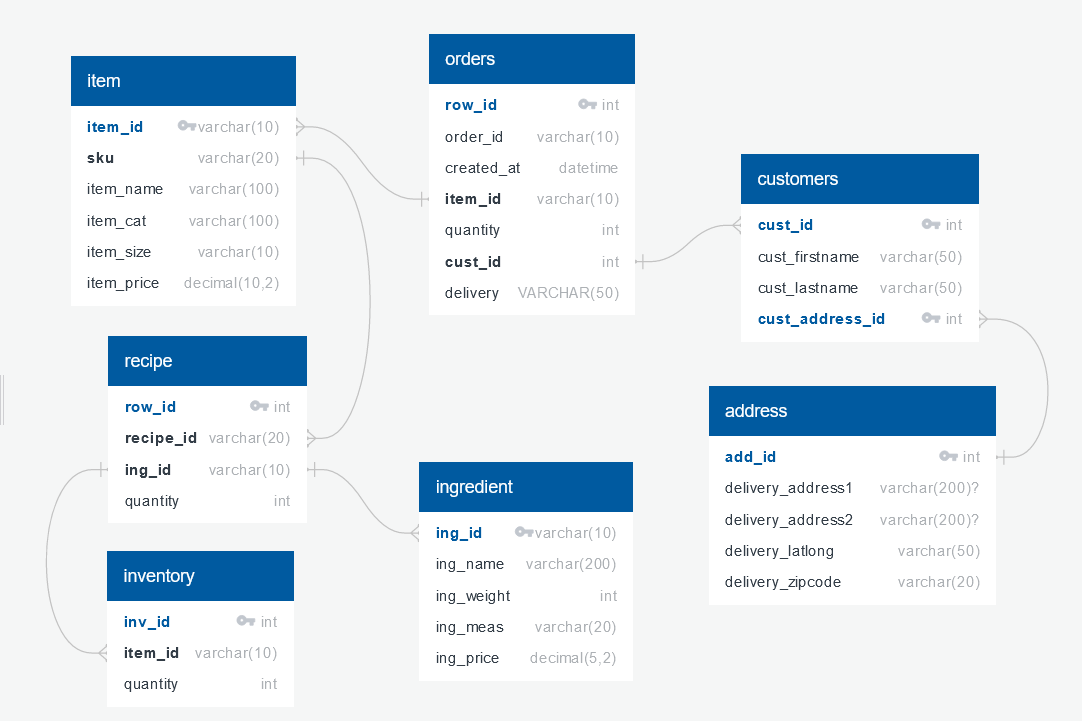 item
item_id varchar(10)
sku varchar(20)
item_name varchar(100)
item_cat varchar(100)
item_size varchar(10)
item_price decimal(10,2)
orders
row_id int
order_id varchar(10)
created_at datetime
item_id varchar(10)
quantity int
cust_id int
delivery VARCHAR(50)
customers
cust_id int
cust_firstname varchar(50)
cust_lastname varchar(50)
cust_address_id int
recipe
row_id int
recipe_id varchar(20)
ing_id varchar(10)
quantity int
address
add_id int
delivery_address1 varchar(200)?
delivery_address2 varchar(200)?
delivery_latlong varchar(50)
delivery_zipcode varchar(20)
ingredient
ing_id varchar(10)
ing_name varchar(200)
ing_weight int
ing_meas varchar(20)
ing_price decimal(5,2)
inventory
inv_id int
item_id varchar(10)
quantity int